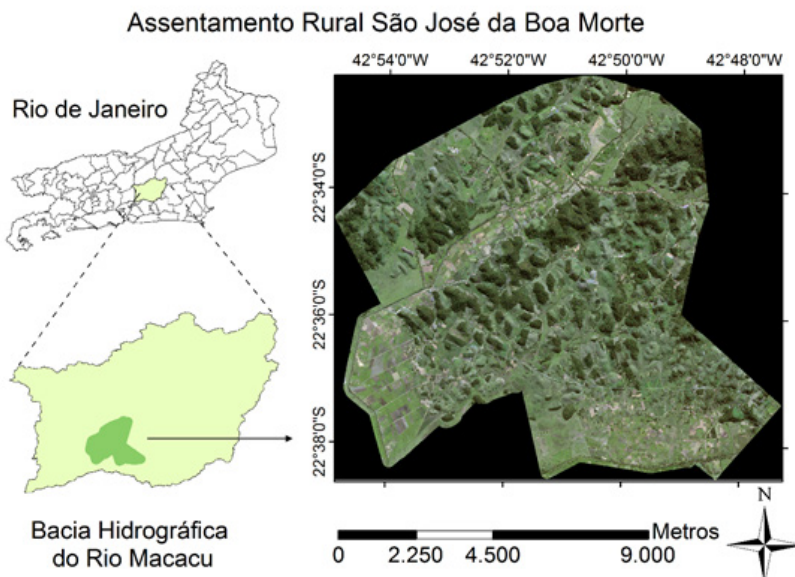 Assentamento Rural São José da Boa Morte
42°54'0"W 42°52'0"W 42°50'0"W 42°48'0"W
Rio de Janeiro
22°34'0"S
22°36'0"S
22°38'0"S
Bacia Hidrográfica
do Rio Macacu
Metros
0 2.250 4.500 9.000
N